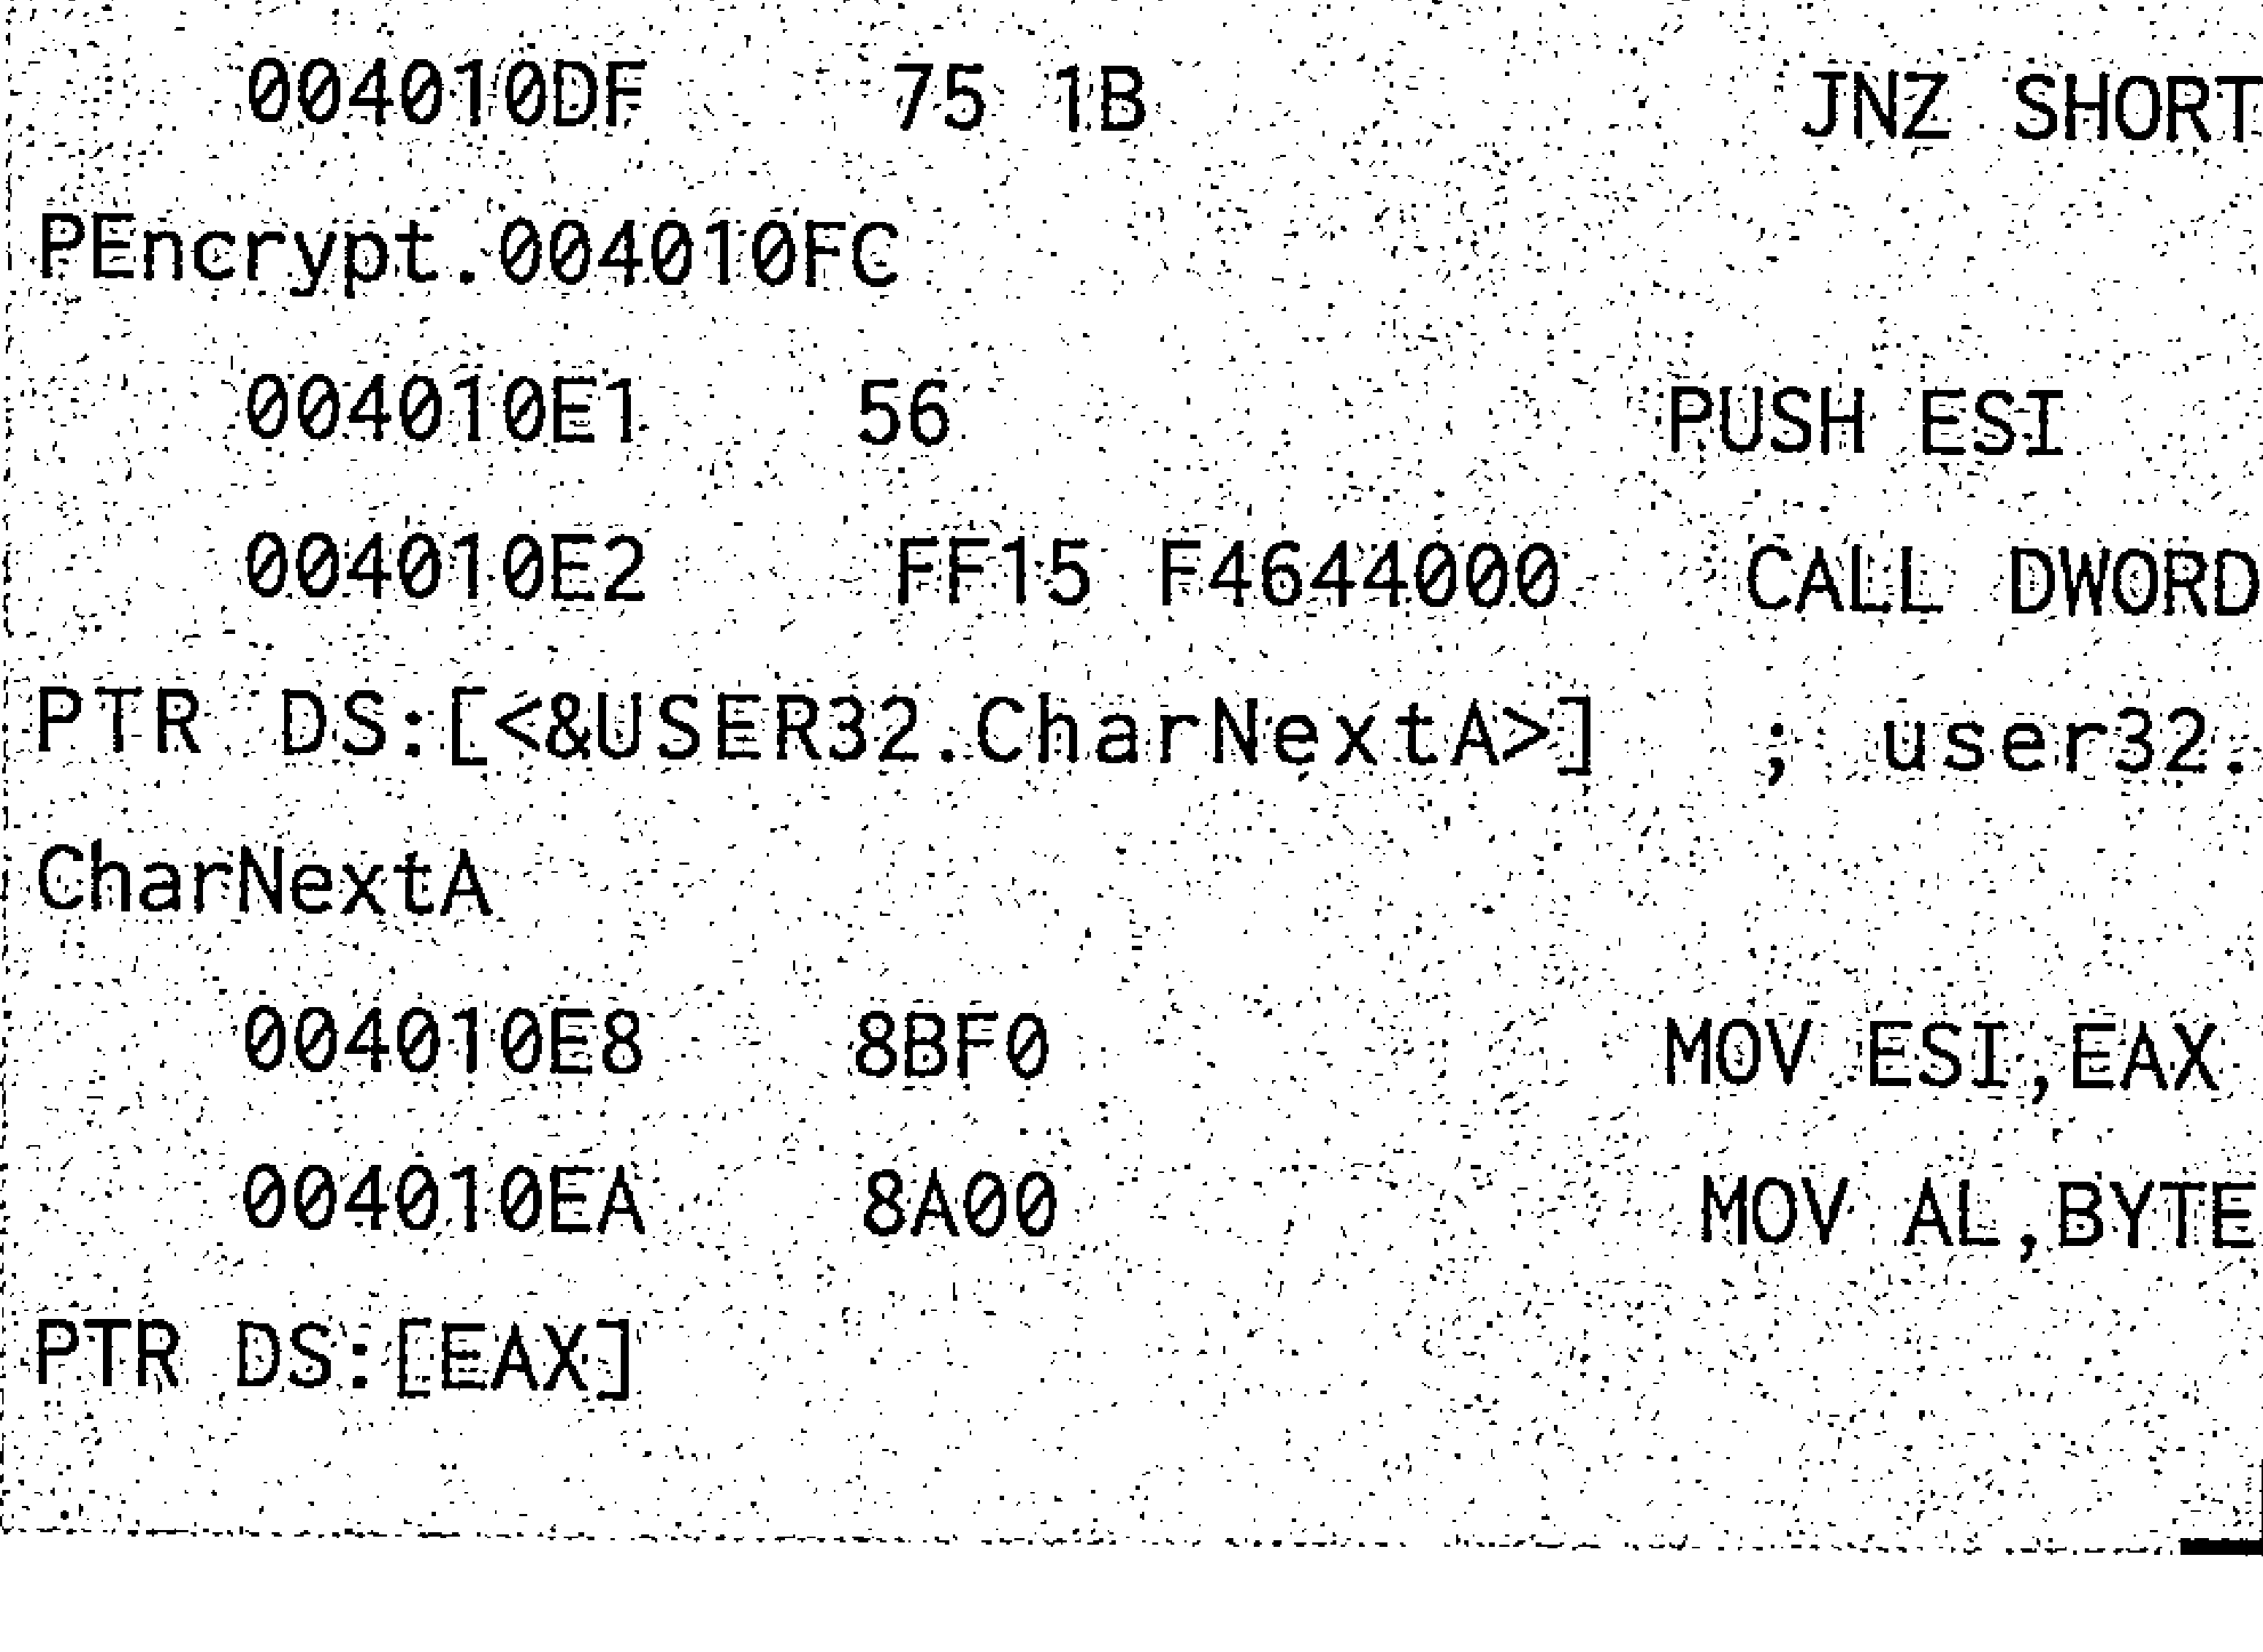 004010DF 75 1B JNZ SHORT
PEncrypt.004010FC
004010E1 56 PUSH ESI
004010E2 FF15 F4644000 CALL DWORD
PTR DS:[<&USER32.CharNextA>] ; user32.
CharNextA
004010E8 8BF0 MOV ESI,EAX
004010EA 8A00 MOV AL,BYTE
PTR DS:[EAX]